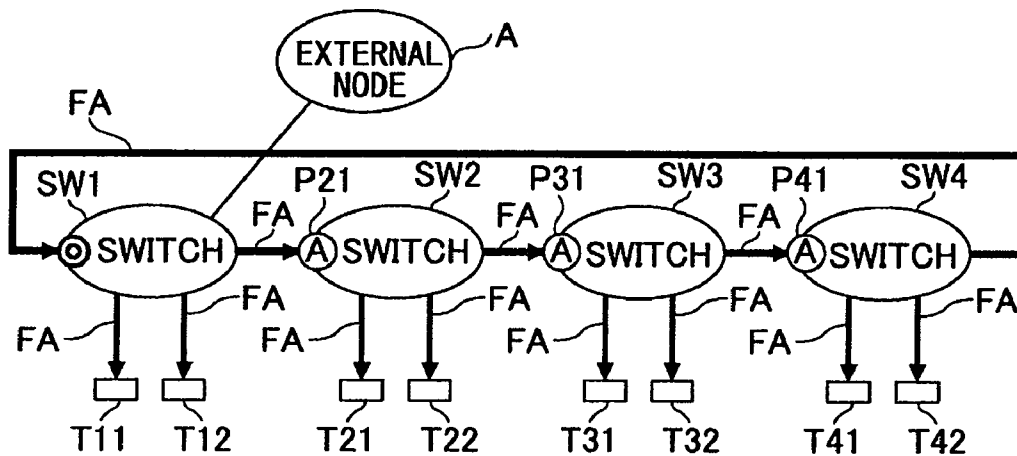 EXTERNAL
NODE
A
FA
SW1
P21
SW2
P31
SW3
P41
SW4
SWITCH
FA
A
SWITCH
FA
A
SWITCH
FA
A
SWITCH
FA
FA
FA
FA
FA
FA
FA
FA
T11
T12
T21
T22
T31
T32
T41
T42